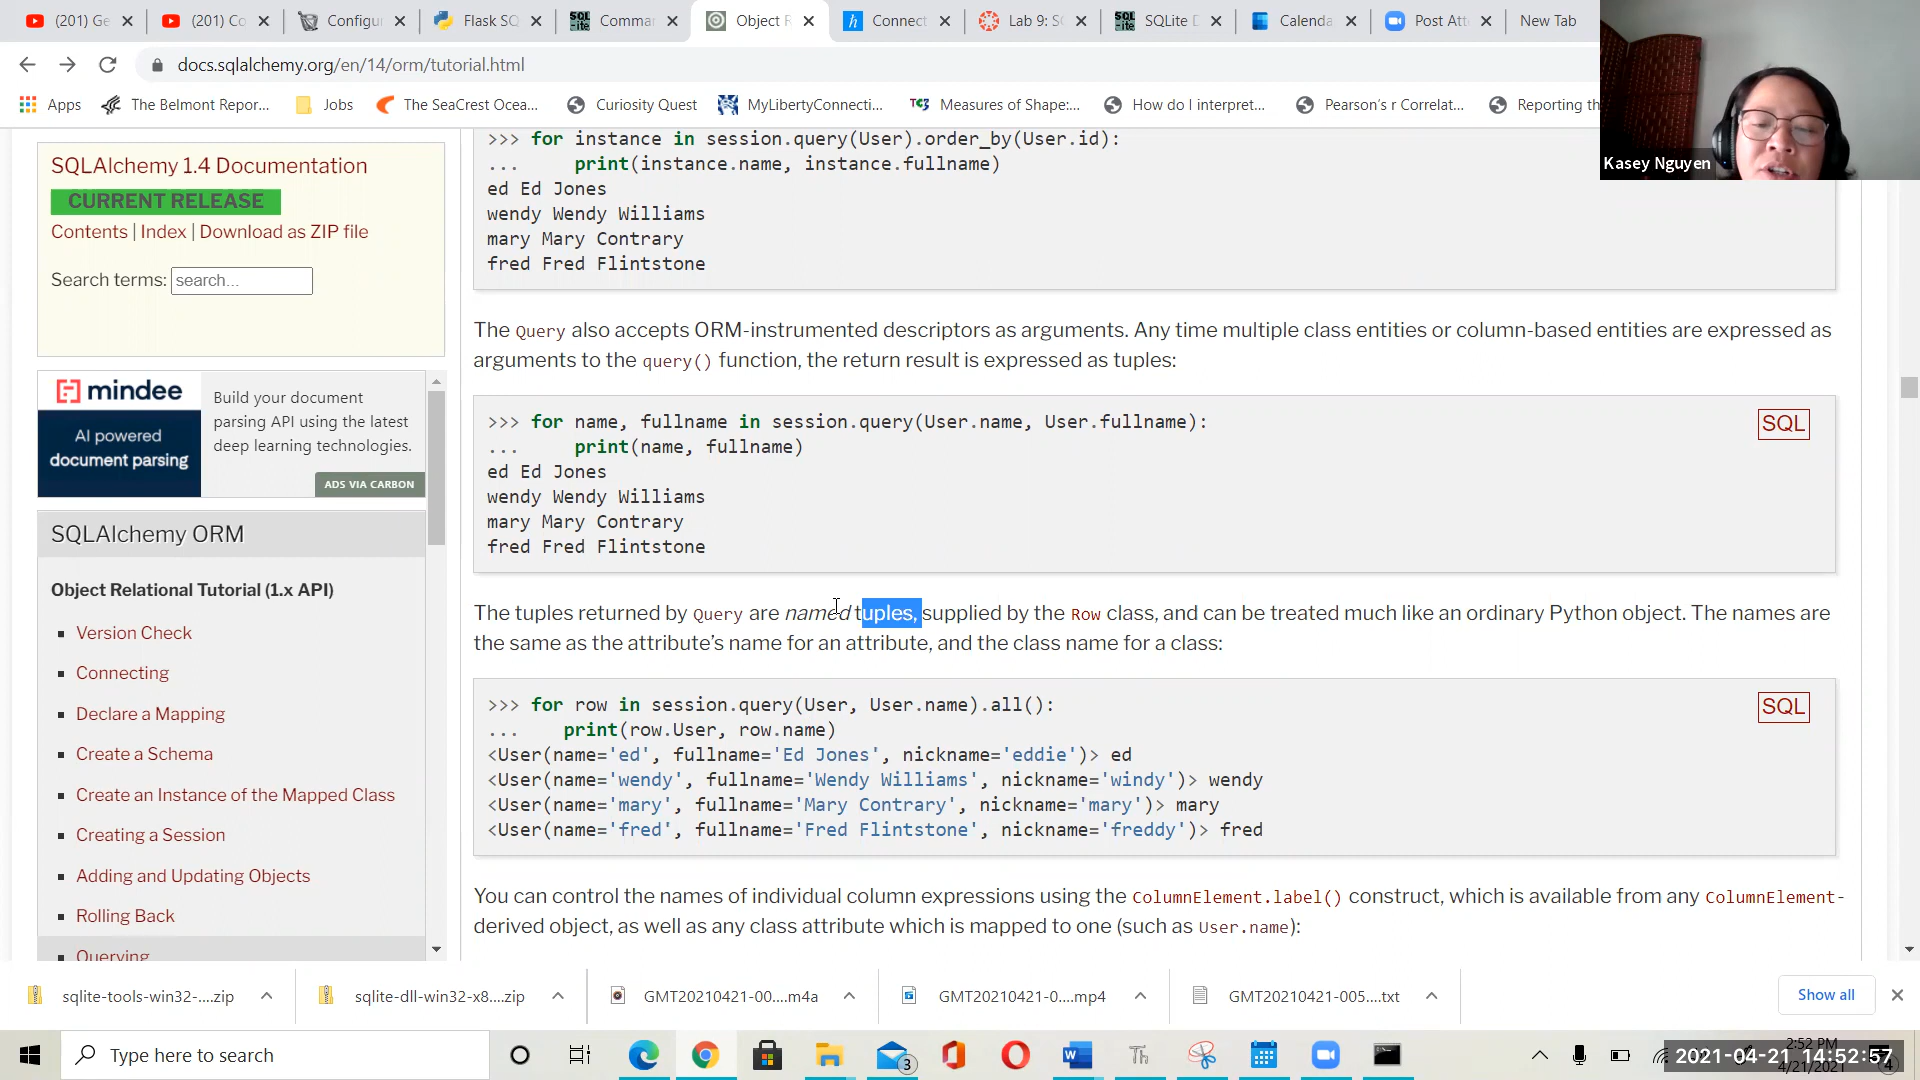 (201) Ge
(201) Co
Configur
Flask SQ
Comman
Object R
Connect
Lab 9: S
SQLite D
Calenda
Post Att
New Tab
docs.sqlalchemy.org/en/14/orm/tutorial.html
Apps
The Belmont Repor...
Jobs
The SeaCrest Ocea...
Curiosity Quest
MyLibertyConnecti...
Measures of Shape:...
How do I interpret...
Pearson's r Correlat...
Reporting th
Kasey Nguyen
SQLAlchemy 1.4 Documentation
CURRENT RELEASE
Contents | Index | Download as ZIP file
Search terms: search...
mindee
AI powered
document parsing
Build your document
parsing API using the latest
deep learning technologies.
ADS VIA CARBON
SQLAlchemy ORM
Object Relational Tutorial (1.x API)
Version Check
Connecting
Declare a Mapping
Create a Schema
Create an Instance of the Mapped Class
Creating a Session
Adding and Updating Objects
Rolling Back
Querying
>>> for instance in session.query(User).order_by(User.id):
...     print(instance.name, instance.fullname)
ed Ed Jones
wendy Wendy Williams
mary Mary Contrary
fred Fred Flintstone
The Query also accepts ORM-instrumented descriptors as arguments. Any time multiple class entities or column-based entities are expressed as
arguments to the query() function, the return result is expressed as tuples:
>>> for name, fullname in session.query(User.name, User.fullname):
...     print(name, fullname)
ed Ed Jones
wendy Wendy Williams
mary Mary Contrary
fred Fred Flintstone
SQL
The tuples returned by Query are named tuples, supplied by the Row class, and can be treated much like an ordinary Python object. The names are
the same as the attribute's name for an attribute, and the class name for a class:
>>> for row in session.query(User, User.name).all():
...    print(row.User, row.name)
<User(name='ed', fullname='Ed Jones', nickname='eddie')> ed
<User(name='wendy', fullname='Wendy Williams', nickname='windy')> wendy
<User(name='mary', fullname='Mary Contrary', nickname='mary')> mary
<User(name='fred', fullname='Fred Flintstone', nickname='freddy')> fred
SQL
You can control the names of individual column expressions using the ColumnElement.label() construct, which is available from any ColumnElement-
derived object, as well as any class attribute which is mapped to one (such as User.name):
sqlite-tools-win32-....zip
sqlite-dll-win32-x8....zip
GMT20210421-00....m4a
GMT20210421-0....mp4
GMT20210421-005....txt
Show all
Type here to search
3
2:52 PM
2021-04-21 14:52:57
4/21/2021
4